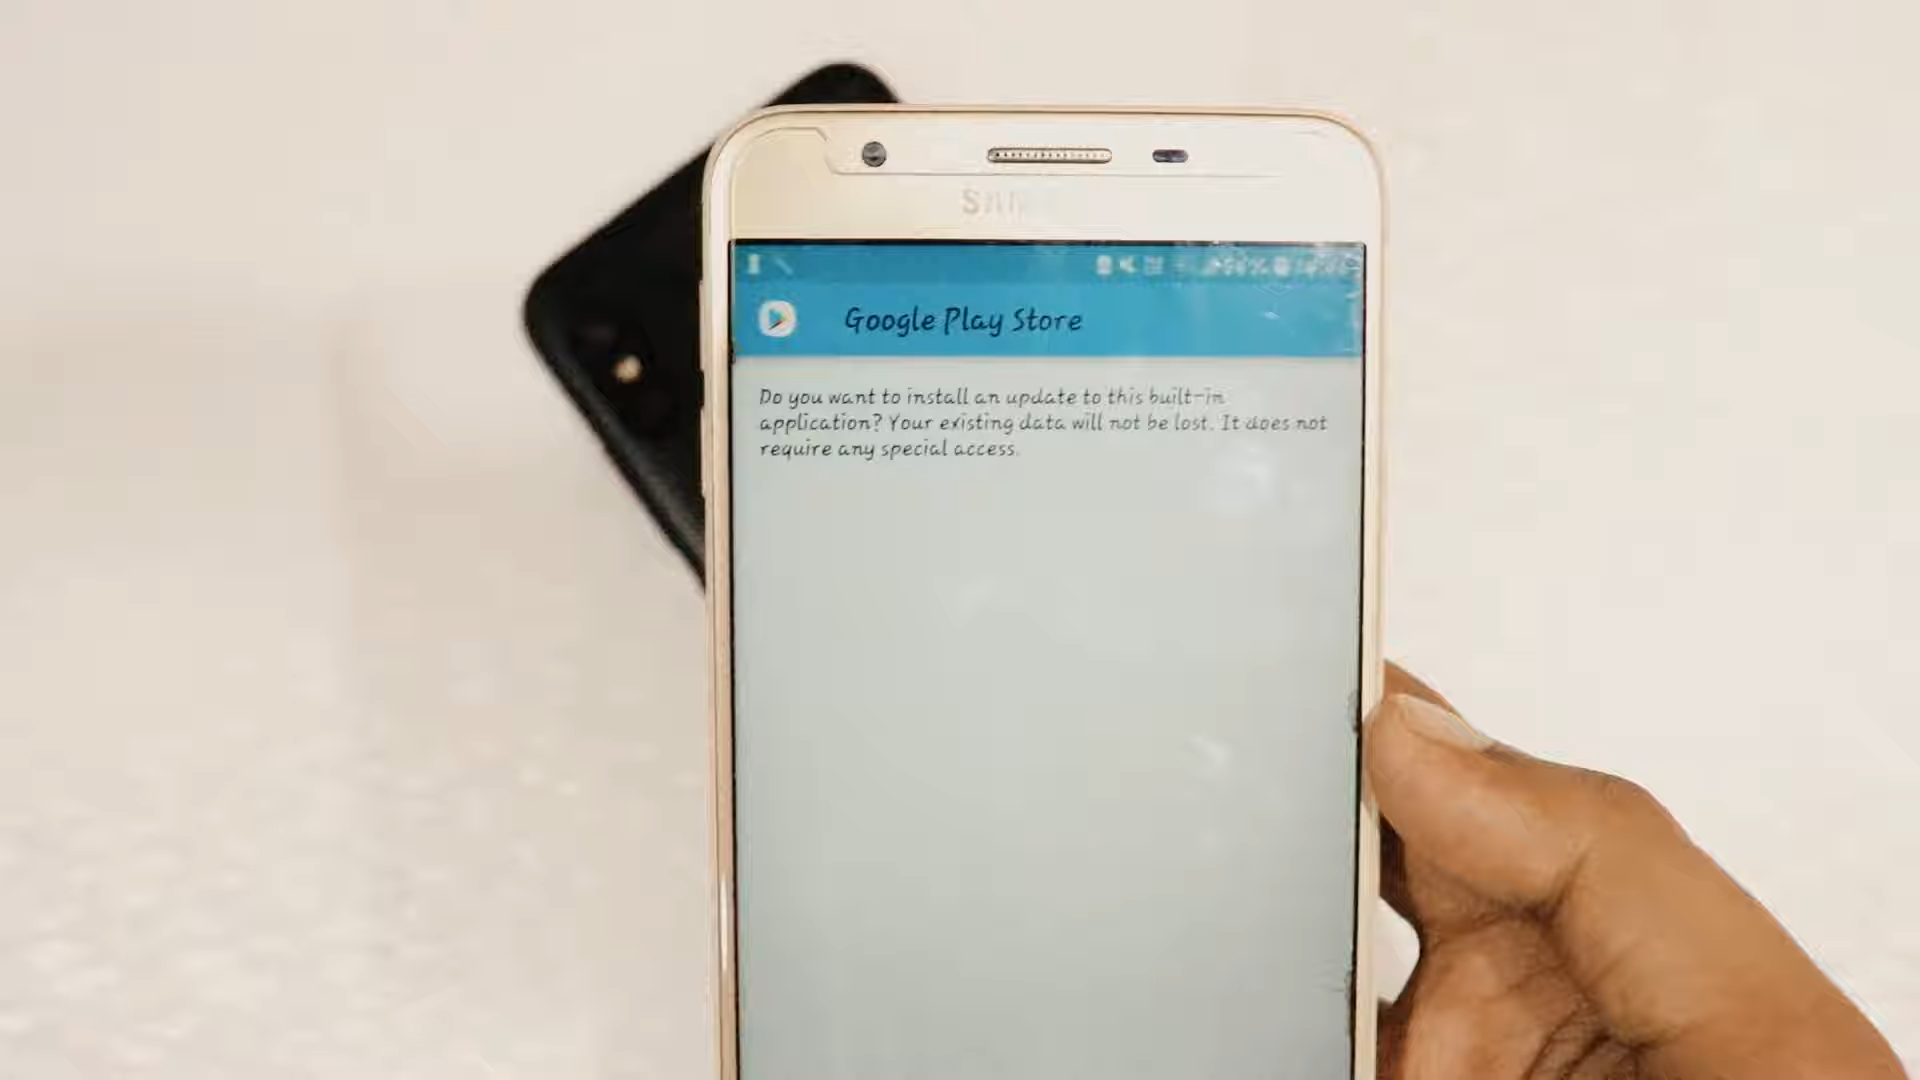 Google Play Store
Do you want to install an update to this built-in
application? Your existing data will not be lost. It does not
require any special access.